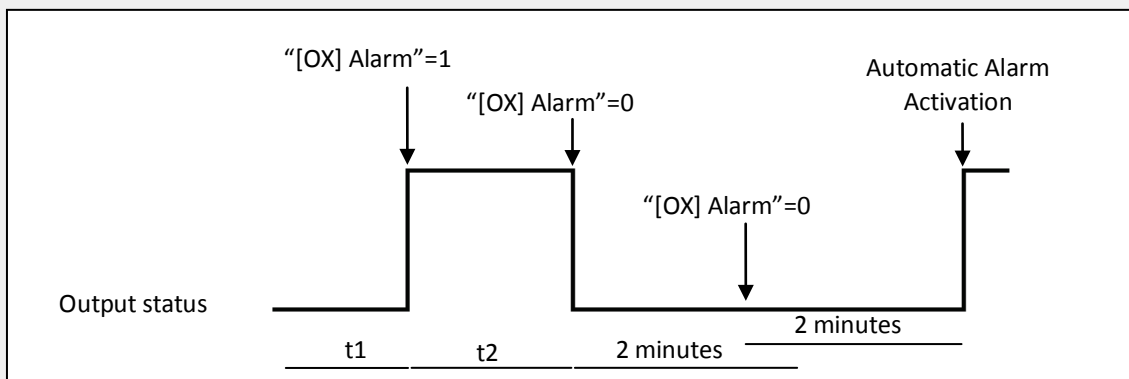 “[OX] Alarm”=1
Automatic Alarm
Activation
“[OX] Alarm”=0
“[OX] Alarm”=0
Output status
2 minutes
t1
t2
2 minutes